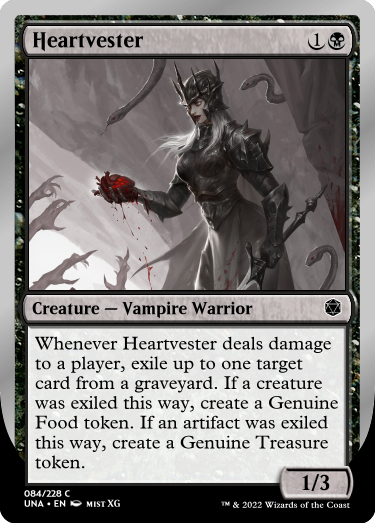 Heartvester 1
Creature — Vampire Warrior
Whenever Heartvester deals damage
to a player, exile up to one target
card from a graveyard. If a creature
was exiled this way, create a Genuine
Food token. If an artifact was exiled
this way, create a Genuine Treasure
token.
1/3
084/228 C
UNA • EN MIST XG
™ & 2022 Wizards of the Coast